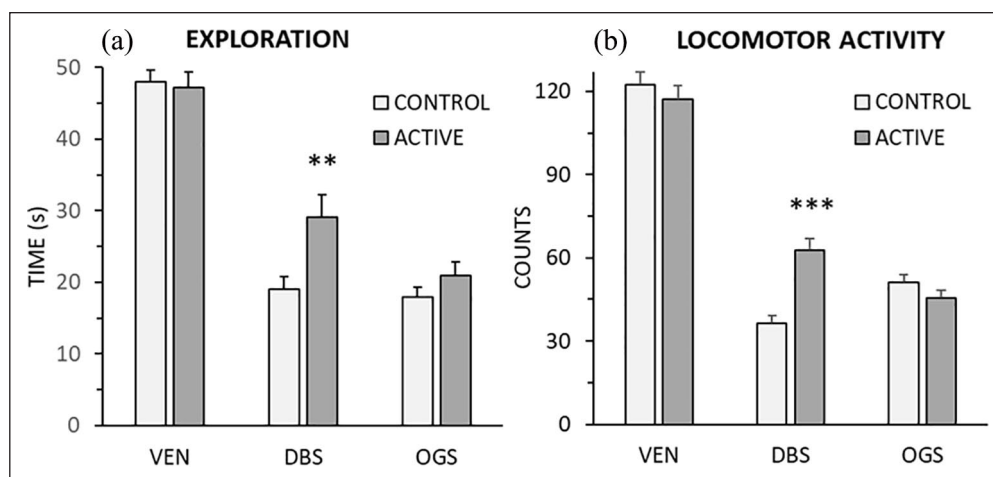 (a) EXPLORATION
50
40
30
20
10
0
TIME (s)
CONTROL
ACTIVE
**
VEN DBS OGS
(b) LOCOMOTOR ACTIVITY
120
90
60
30
0
COUNTS
CONTROL
ACTIVE
***
VEN DBS OGS